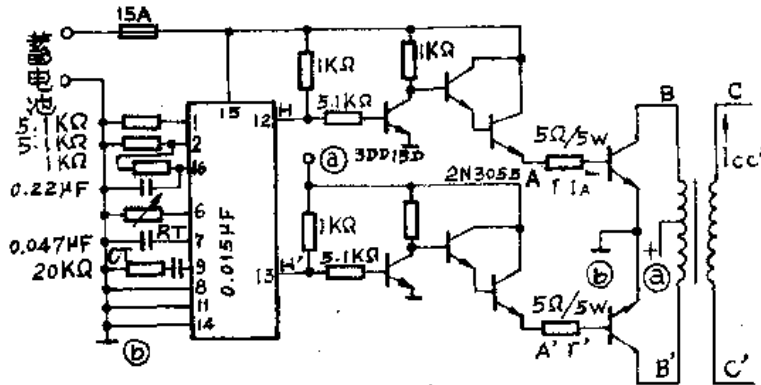 15A
电瓶
池
5.1KΩ
5.1KΩ
1KΩ
0.22μF
0.047μF
20KΩ
RT
CT
1
2
16
6
7
9
8
11
14
15
12
13
0.015μF
H
H'
1KΩ
1KΩ
5.1KΩ
3DD15D
ⓐ
1KΩ
5.1KΩ
2N3055
5Ω/5W
A
r
IA
5Ω/5W
A'
r'
B
C
Icc'
ⓑ
+
ⓐ
B'
C'
ⓑ